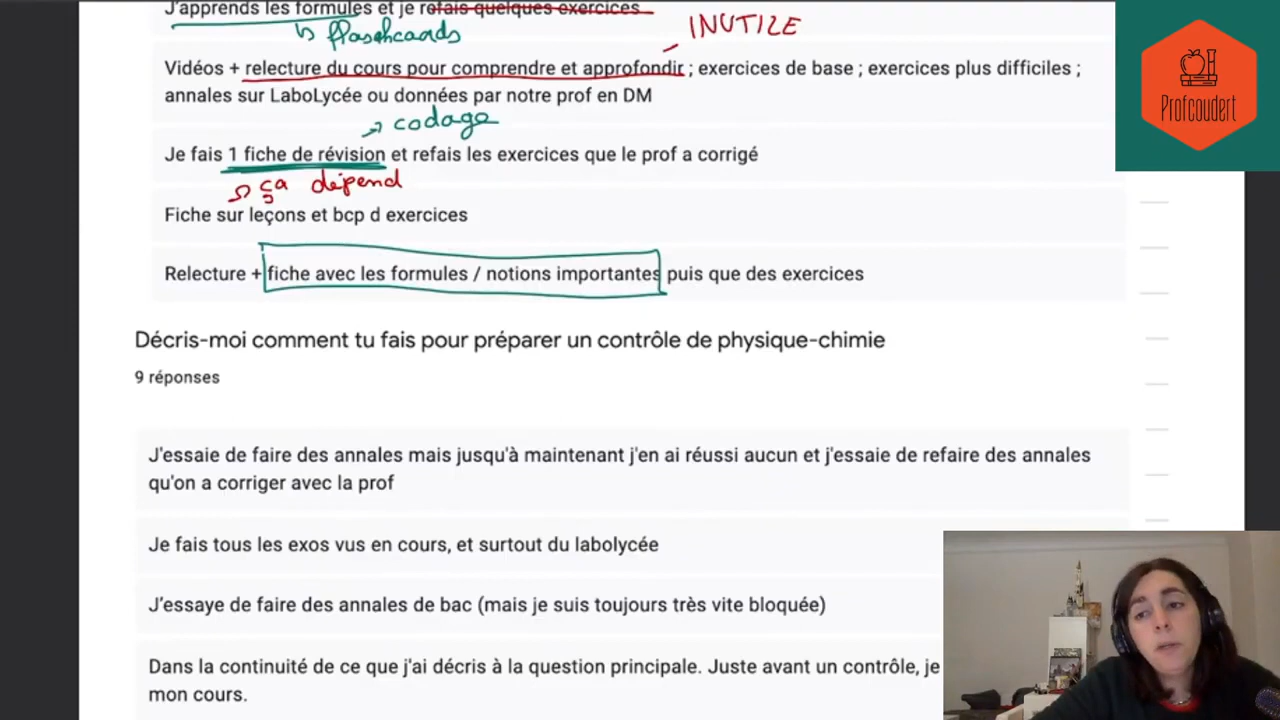 J'apprends les formules et je refais quelques exercices
↳ flashcards
INUTILE
Vidéos + relecture du cours pour comprendre et approfondir ; exercices de base ; exercices plus difficiles ;
annales sur LaboLycée ou données par notre prof en DM
→ codage
Je fais 1 fiche de révision et refais les exercices que le prof a corrigé
↳ ça dépend
Fiche sur leçons et bcp d exercices
Relecture + fiche avec les formules / notions importantes puis que des exercices
Décris-moi comment tu fais pour préparer un contrôle de physique-chimie
9 réponses
J'essaie de faire des annales mais jusqu'à maintenant j'en ai réussi aucun et j'essaie de refaire des annales
qu'on a corriger avec la prof
Je fais tous les exos vus en cours, et surtout du labolycée
J'essaye de faire des annales de bac (mais je suis toujours très vite bloquée)
Dans la continuité de ce que j'ai décris à la question principale. Juste avant un contrôle, je
mon cours.
Profcoudert